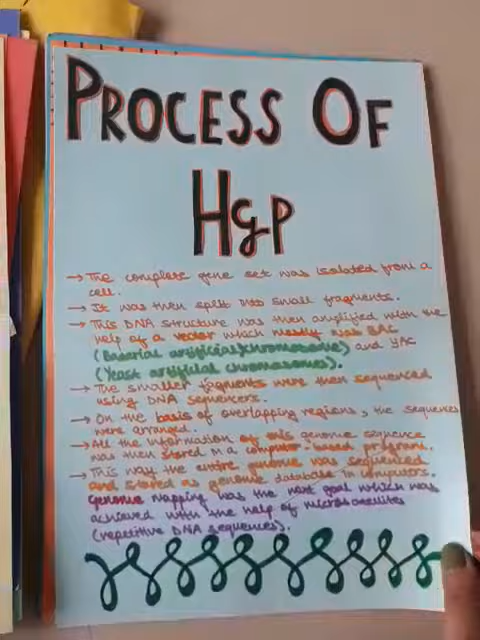 PROCESS OF
HGP
→ The complete gene set was isolated from a
cell.
→ It was then split into small fragments.
→ This DNA structure was then amplified with the
help of a vector which mostly was BAC
(Bacterial artificial chromosome) and YAC
(Yeast artificial chromosomes).
→ The smaller fragments were then sequenced
using DNA sequencers.
→ On the basis of overlapping regions, the sequences
were arranged.
→ All the information of this genome sequence
was then stored in a computer-based program.
→ This way the entire genome was sequenced
and stored as genome database in computers.
Genome mapping was the next goal which was
achieved with the help of microsatellites
(repetitive DNA sequences).